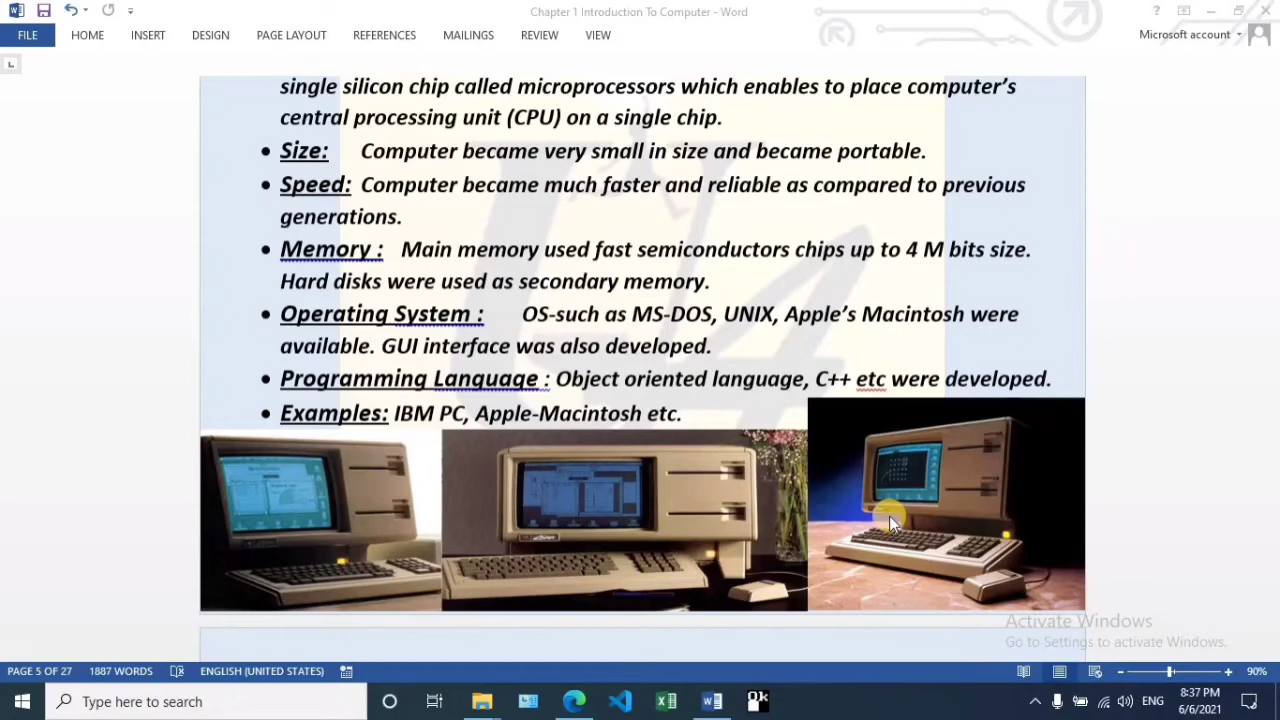 Chapter 1 Introduction To Computer - Word
FILE HOME INSERT DESIGN PAGE LAYOUT REFERENCES MAILINGS REVIEW VIEW Microsoft account
single silicon chip called microprocessors which enables to place computer's
central processing unit (CPU) on a single chip.
• Size: Computer became very small in size and became portable.
• Speed: Computer became much faster and reliable as compared to previous
generations.
• Memory : Main memory used fast semiconductors chips up to 4 M bits size.
Hard disks were used as secondary memory.
• Operating System : OS-such as MS-DOS, UNIX, Apple's Macintosh were
available. GUI interface was also developed.
• Programming Language : Object oriented language, C++ etc were developed.
• Examples: IBM PC, Apple-Macintosh etc.
Activate Windows
Go to Settings to activate Windows.
PAGE 5 OF 27 1887 WORDS ENGLISH (UNITED STATES) 90%
Type here to search ENG 8:37 PM
6/6/2021